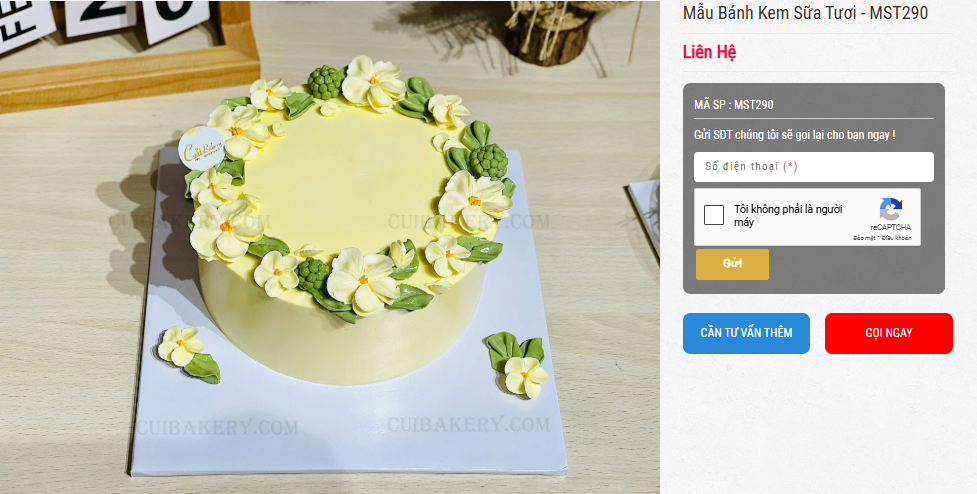 FE
20
CUIBAKERY.COM
CUIBAKERY.COM
CUIBAKERY.COM
CUIBAKERY.COM
Mẫu Bánh Kem Sữa Tươi - MST290
Liên Hệ
MÃ SP : MST290
Gửi SĐT chúng tôi sẽ gọi lại cho bạn ngay !
Số điện thoại (*)
Tôi không phải là người
máy
reCAPTCHA
Bảo mật * Điều khoản
Gửi
CẦN TƯ VẤN THÊM
GỌI NGAY